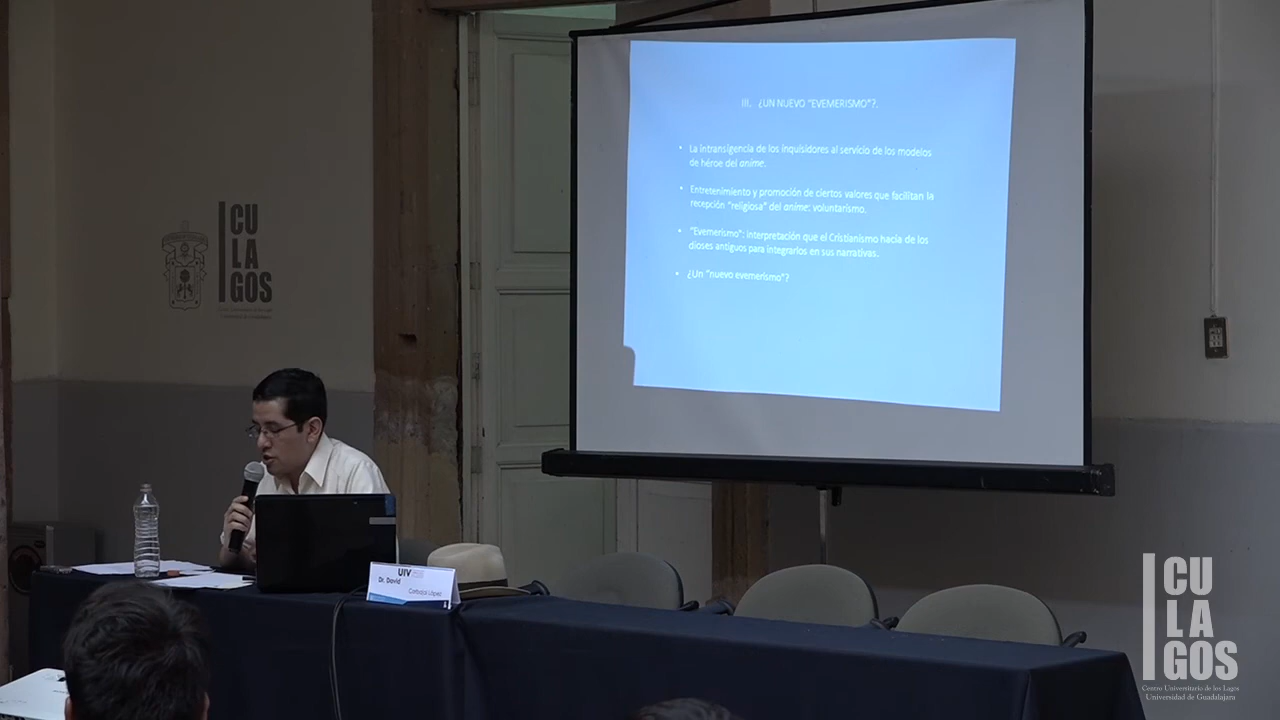 III. ¿UN NUEVO "EVEMERISMO"?.
• La intransigencia de los inquisidores al servicio de los modelos
de héroe del anime.
• Entretenimiento y promoción de ciertos valores que facilitan la
recepción "religiosa" del anime: voluntarismo.
• "Evemerismo": interpretación que el Cristianismo hacía de los
dioses antiguos para integrarlos en sus narrativas.
• ¿Un "nuevo evemerismo"?
CU
LA
GOS
UIV
Dr. David
Carbajal López
CU
LA
GOS
Centro Universitario de los Lagos
Universidad de Guadalajara